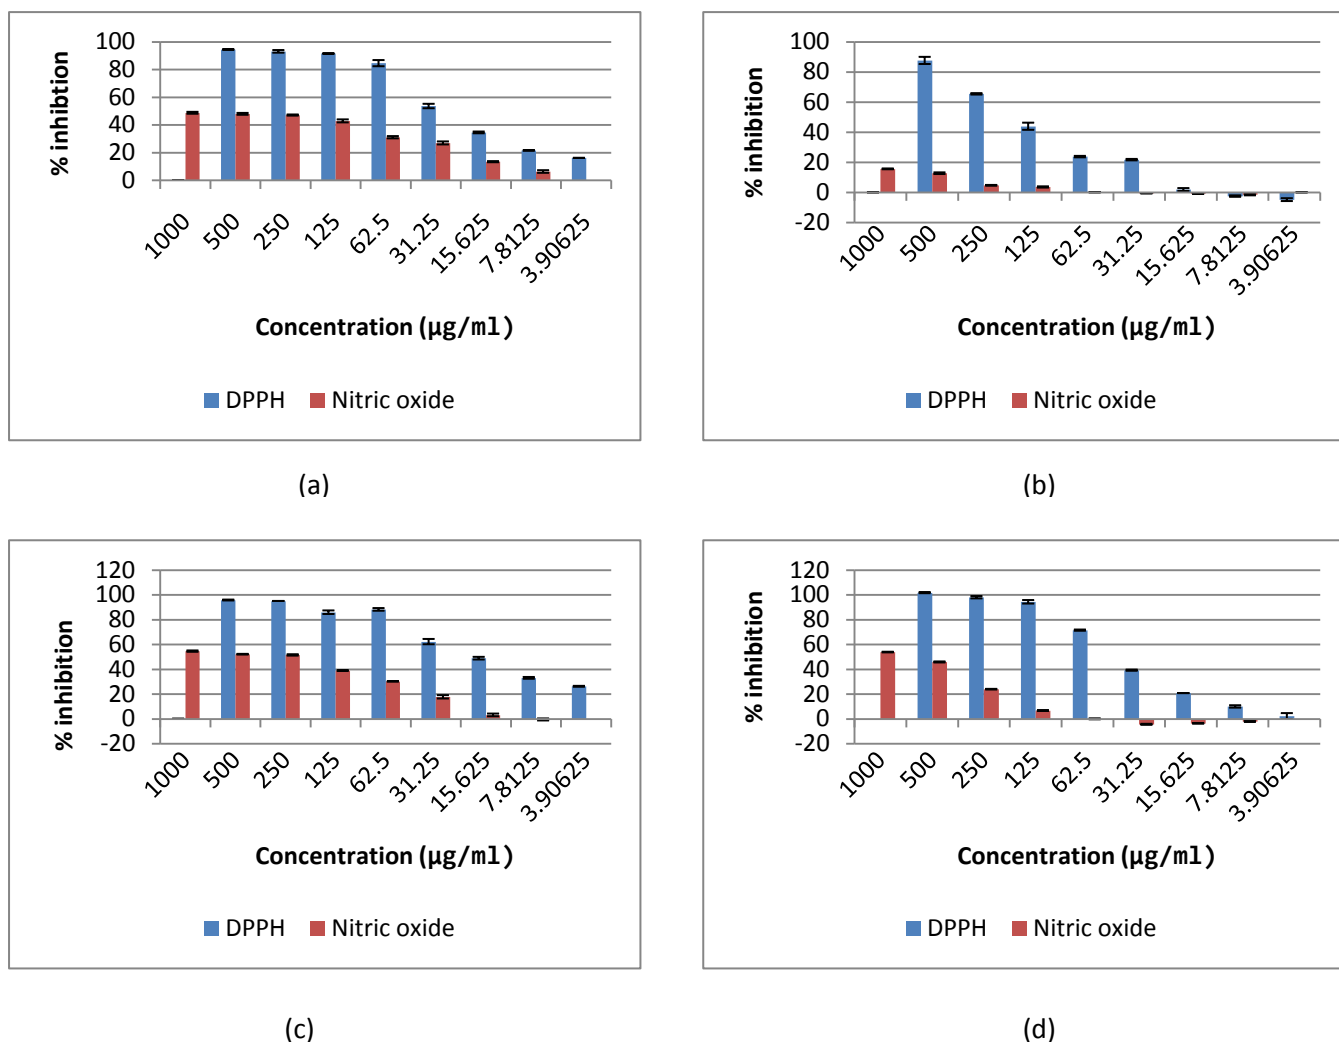 % inhibtion
100
80
60
40
20
0
1000 500 250 125 62.5 31.25 15.625 7.8125 3.90625
Concentration (µg/ml)
DPPH Nitric oxide
(a)
% inhibition
100
80
60
40
20
0
-20
1000 500 250 125 62.5 31.25 15.625 7.8125 3.90625
Concentration (µg/ml)
DPPH Nitric oxide
(b)
% inhibition
120
100
80
60
40
20
0
-20
1000 500 250 125 62.5 31.25 15.625 7.8125 3.90625
Concentration (µg/ml)
DPPH Nitric oxide
(c)
% inhibition
120
100
80
60
40
20
0
-20
1000 500 250 125 62.5 31.25 15.625 7.8125 3.90625
Concentration (µg/ml)
DPPH Nitric oxide
(d)